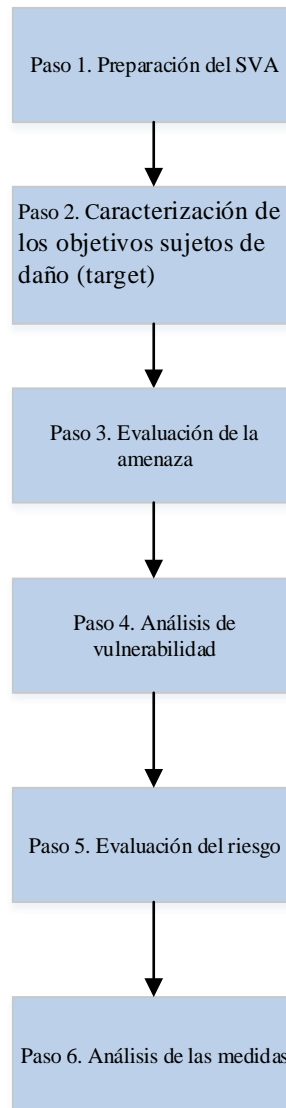 Paso 1. Preparación del SVA
Paso 2. Caracterización de
los objetivos sujetos de
daño (target)
Paso 3. Evaluación de la
amenaza
Paso 4. Análisis de
vulnerabilidad
Paso 5. Evaluación del riesgo
Paso 6. Análisis de las medidas